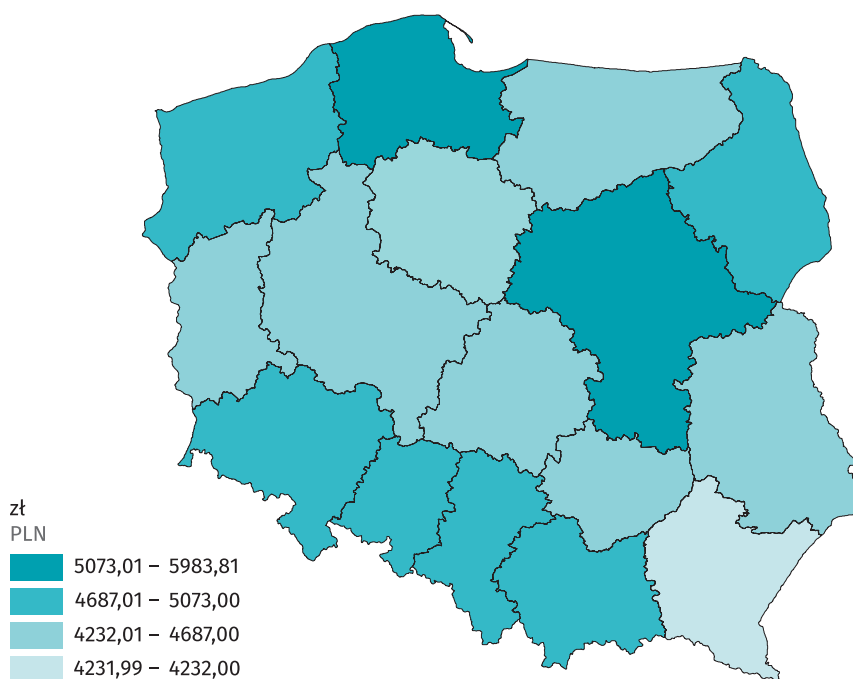 zł
PLN
5073,01 – 5983,81
4687,01 – 5073,00
4232,01 – 4687,00
4231,99 – 4232,00